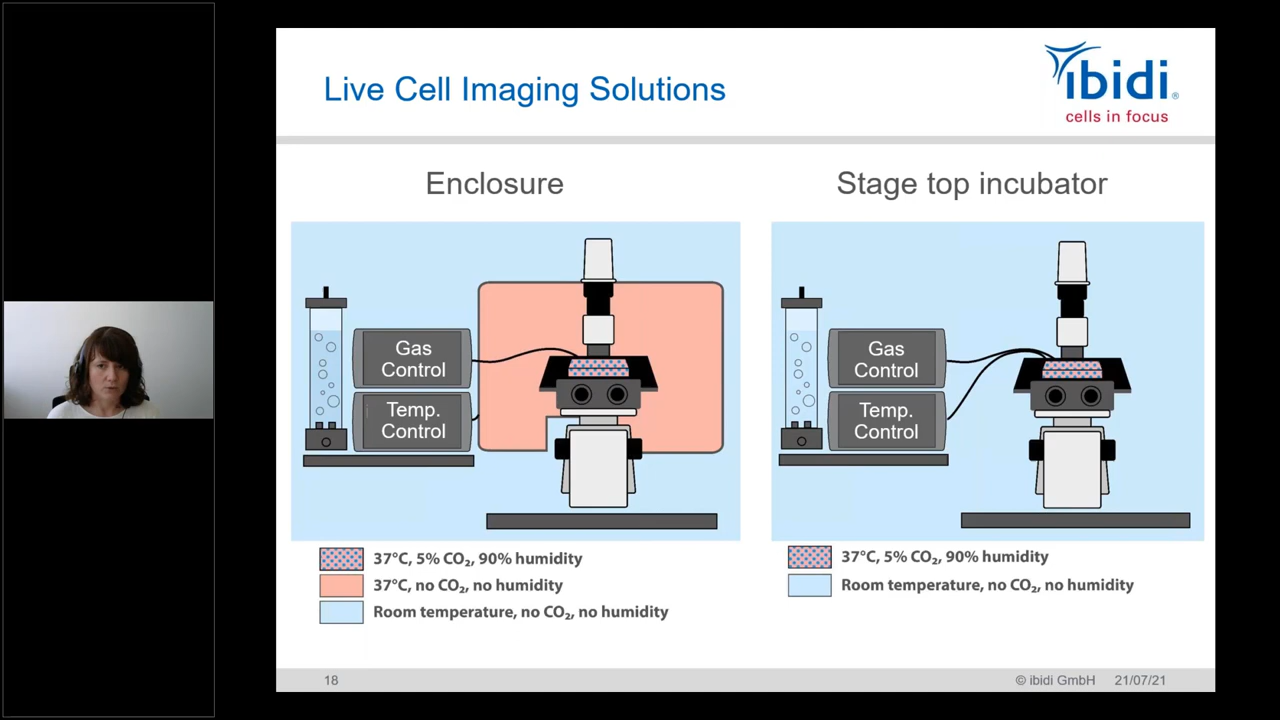 Live Cell Imaging Solutions
ibidi®
cells in focus
Enclosure
Gas
Control
Temp.
Control
37°C, 5% CO₂, 90% humidity
37°C, no CO₂, no humidity
Room temperature, no CO₂, no humidity
Stage top incubator
Gas
Control
Temp.
Control
37°C, 5% CO₂, 90% humidity
Room temperature, no CO₂, no humidity
18
© ibidi GmbH 21/07/21